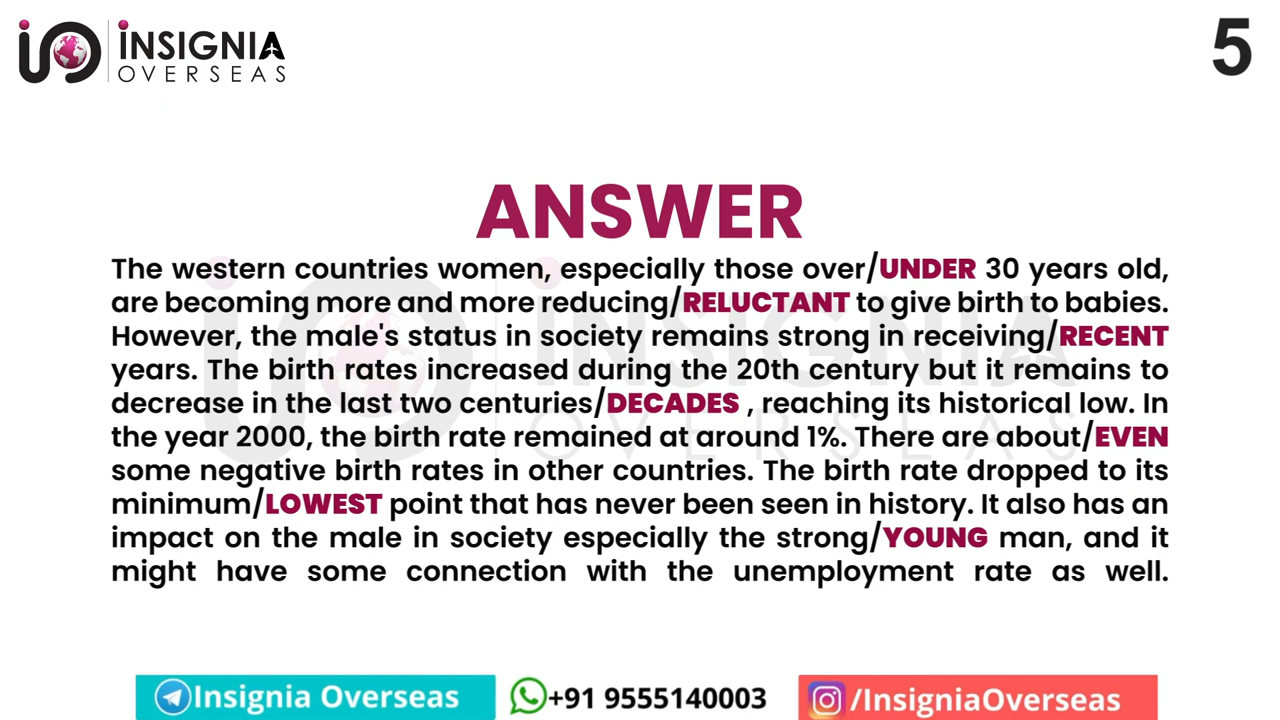 iNSIGNIA
OVERSEAS
5
ANSWER
The western countries women, especially those over/UNDER 30 years old,
are becoming more and more reducing/RELUCTANT to give birth to babies.
However, the male's status in society remains strong in receiving/RECENT
years. The birth rates increased during the 20th century but it remains to
decrease in the last two centuries/DECADES , reaching its historical low. In
the year 2000, the birth rate remained at around 1%. There are about/EVEN
some negative birth rates in other countries. The birth rate dropped to its
minimum/LOWEST point that has never been seen in history. It also has an
impact on the male in society especially the strong/YOUNG man, and it
might have some connection with the unemployment rate as well.
Insignia Overseas
+91 9555140003
/InsigniaOverseas